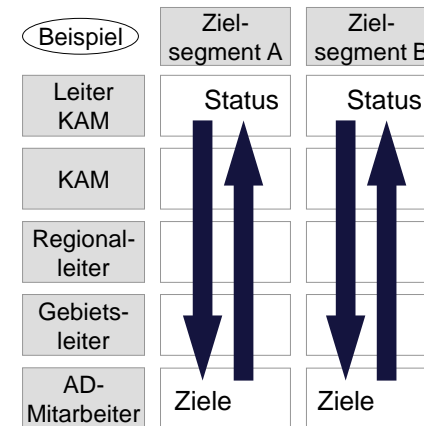 Beispiel
Ziel-
segment A
Ziel-
segment B
Leiter
KAM
Status
Status
KAM
Regional-
leiter
Gebiets-
leiter
AD-
Mitarbeiter
Ziele
Ziele